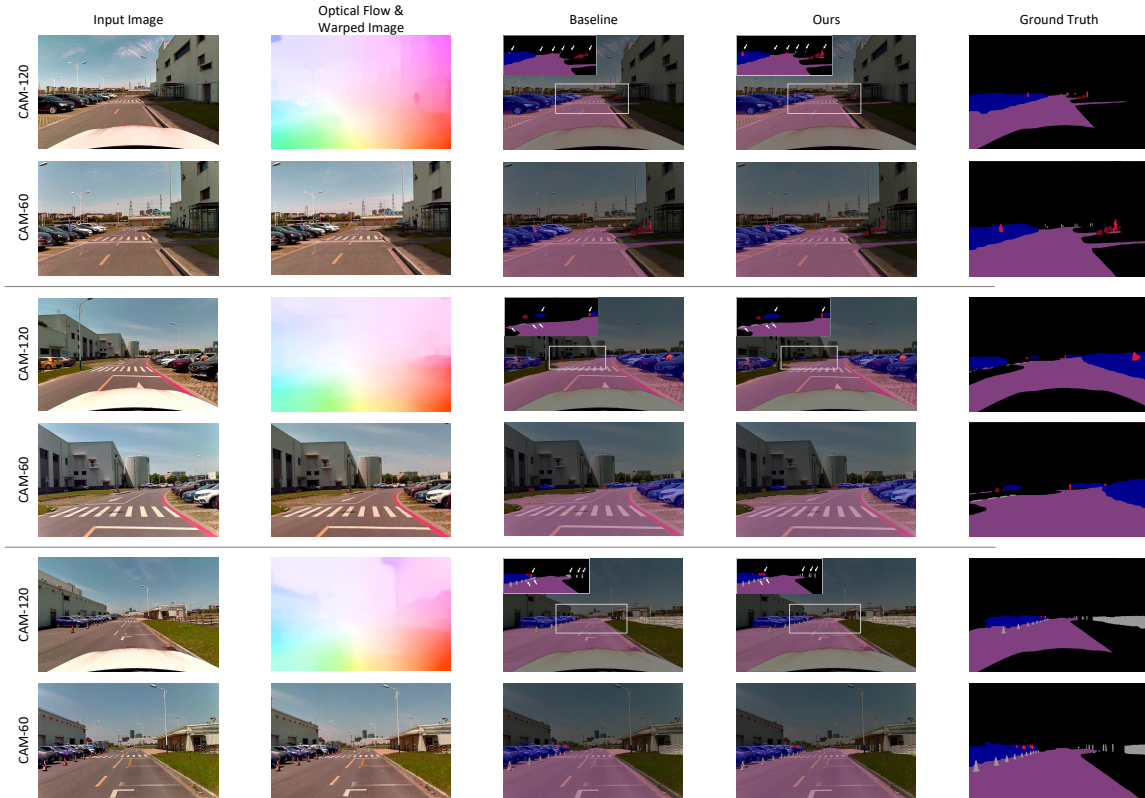 Input Image
Optical Flow &
Warped Image
Baseline
Ours
Ground Truth
CAM-120
CAM-60
CAM-120
CAM-60
CAM-120
CAM-60